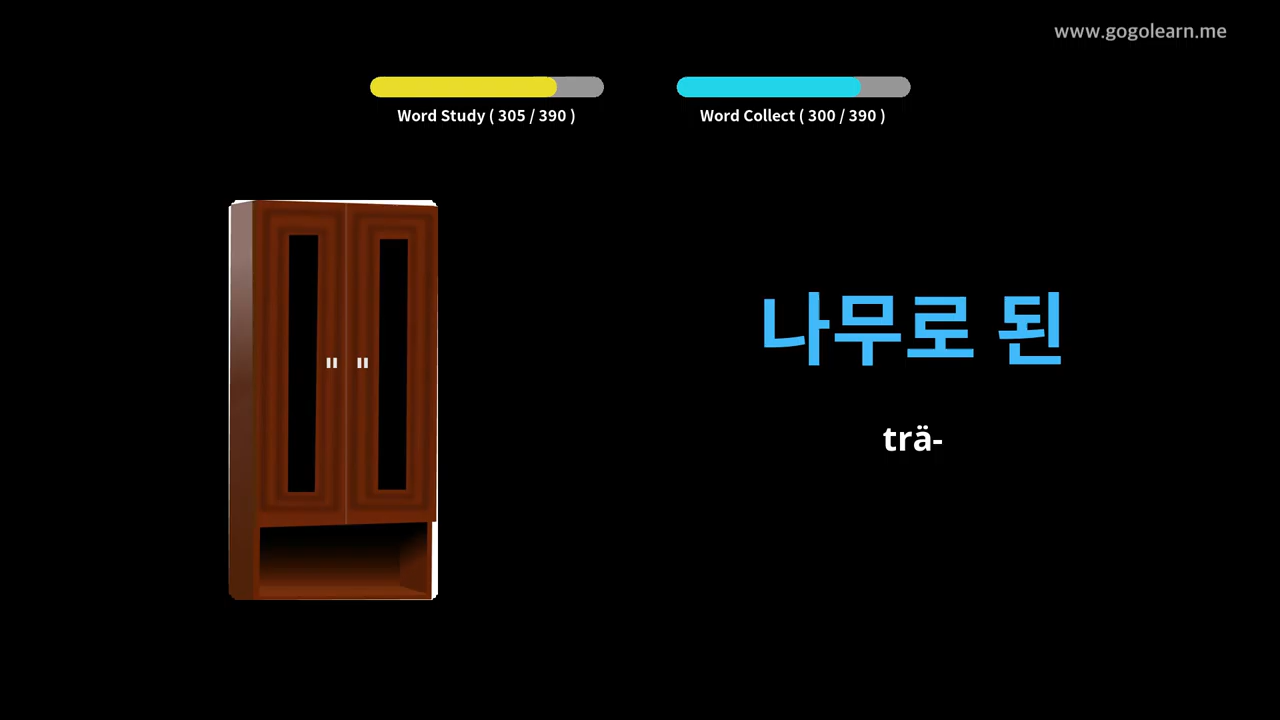 www.gogolearn.me
Word Study ( 305 / 390 )
Word Collect ( 300 / 390 )
나무로 된
trä-